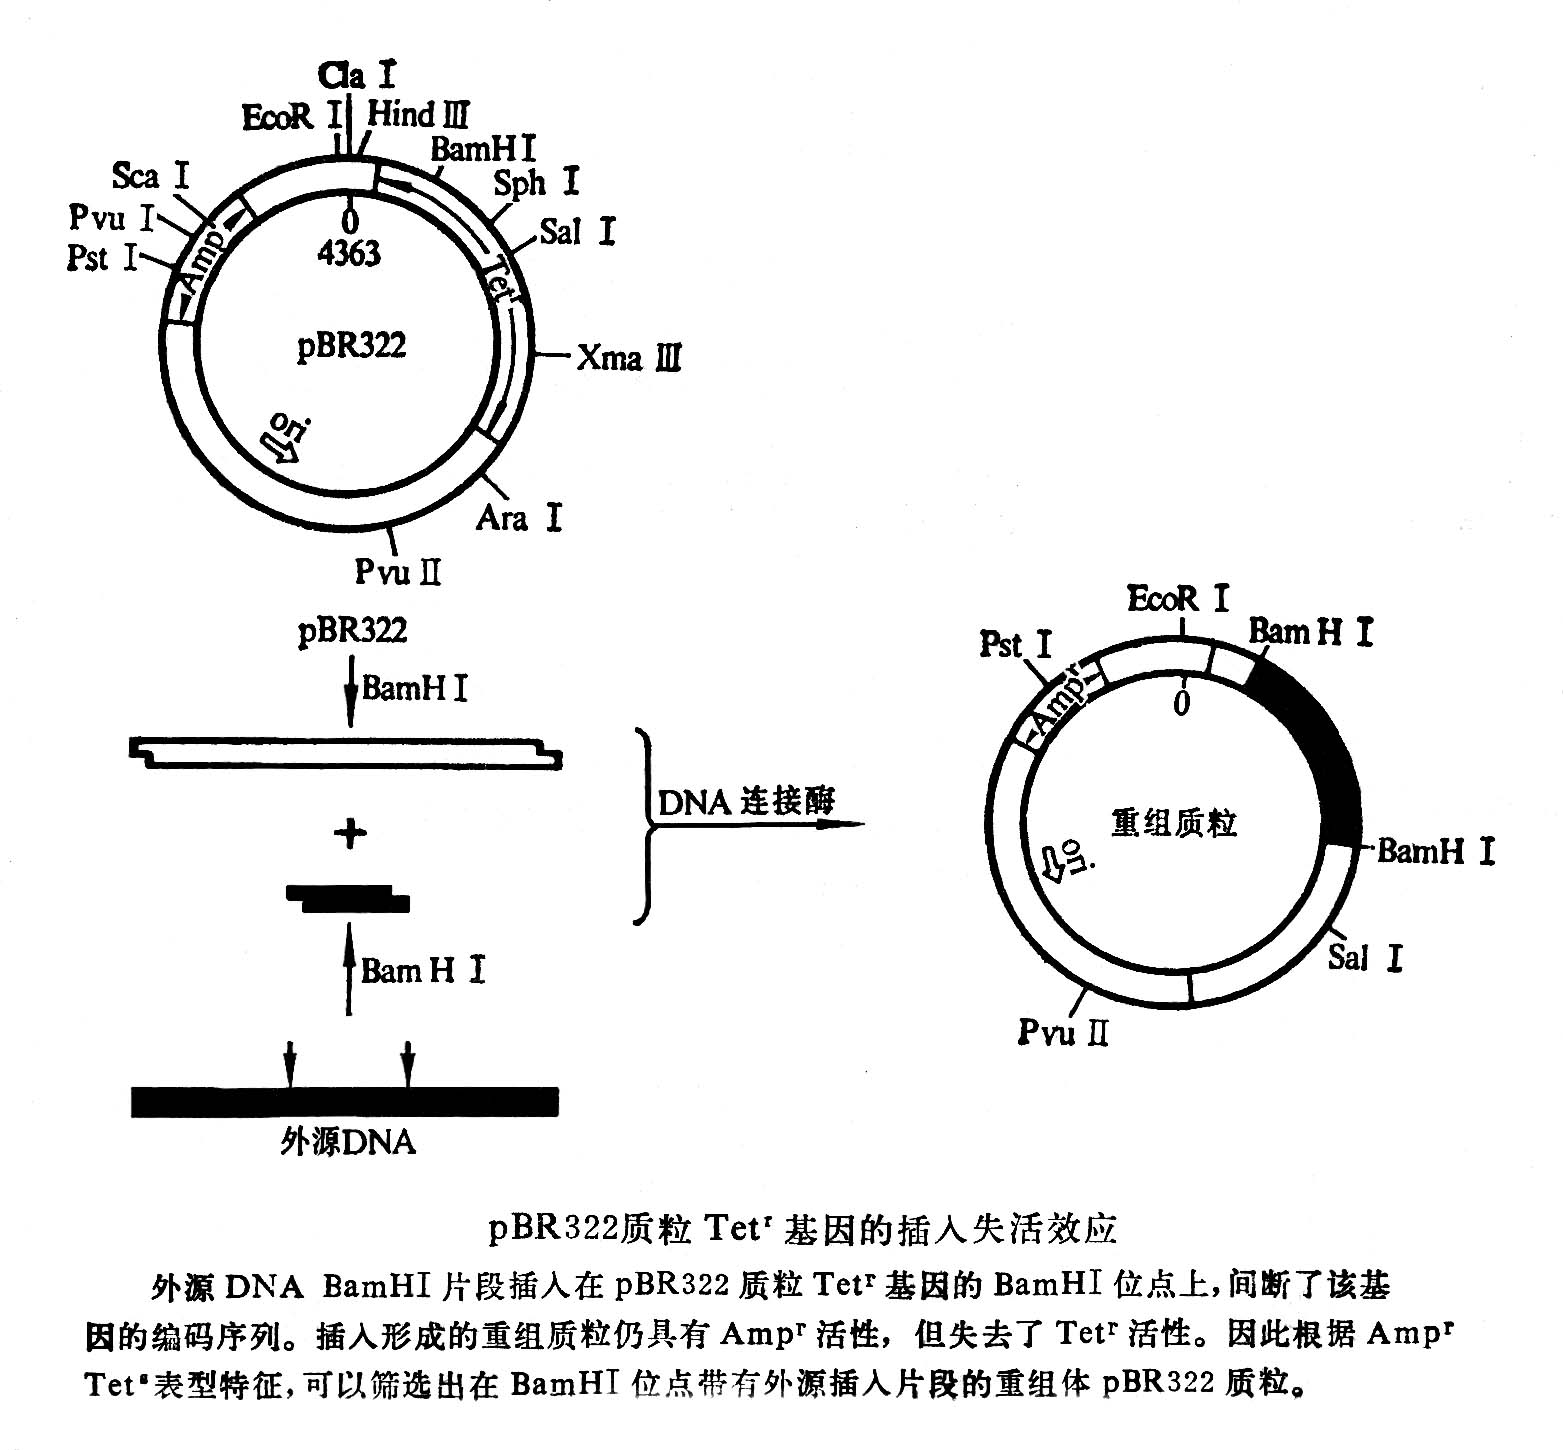 Cla Ⅰ
EcoR Ⅰ
Hind Ⅲ
BamHⅠ
Sca Ⅰ
Sph Ⅰ
Pvu Ⅰ
Sal Ⅰ
Pst Ⅰ
Ampʳ
0
4363
Tetʳ
pBR322
Xma Ⅲ
ori
Ara Ⅰ
Pvu Ⅱ
pBR322
BamH Ⅰ
+
BamH Ⅰ
外源DNA
DNA 连接酶
EcoR Ⅰ
Pst Ⅰ
BamH Ⅰ
Ampʳ
0
重组质粒
ori.
BamH Ⅰ
Sal Ⅰ
Pvu Ⅱ
pBR322质粒 Tetʳ 基因的插入失活效应
外源 DNA BamHⅠ 片段插入在 pBR322 质粒 Tetʳ 基因的 BamHⅠ 位点上,间断了该基
因的编码序列。插入形成的重组质粒仍具有 Ampʳ 活性，但失去了 Tetʳ 活性。因此根据 Ampʳ
Tetˢ 表型特征,可以筛选出在 BamHⅠ 位点带有外源插入片段的重组体 pBR322 质粒。